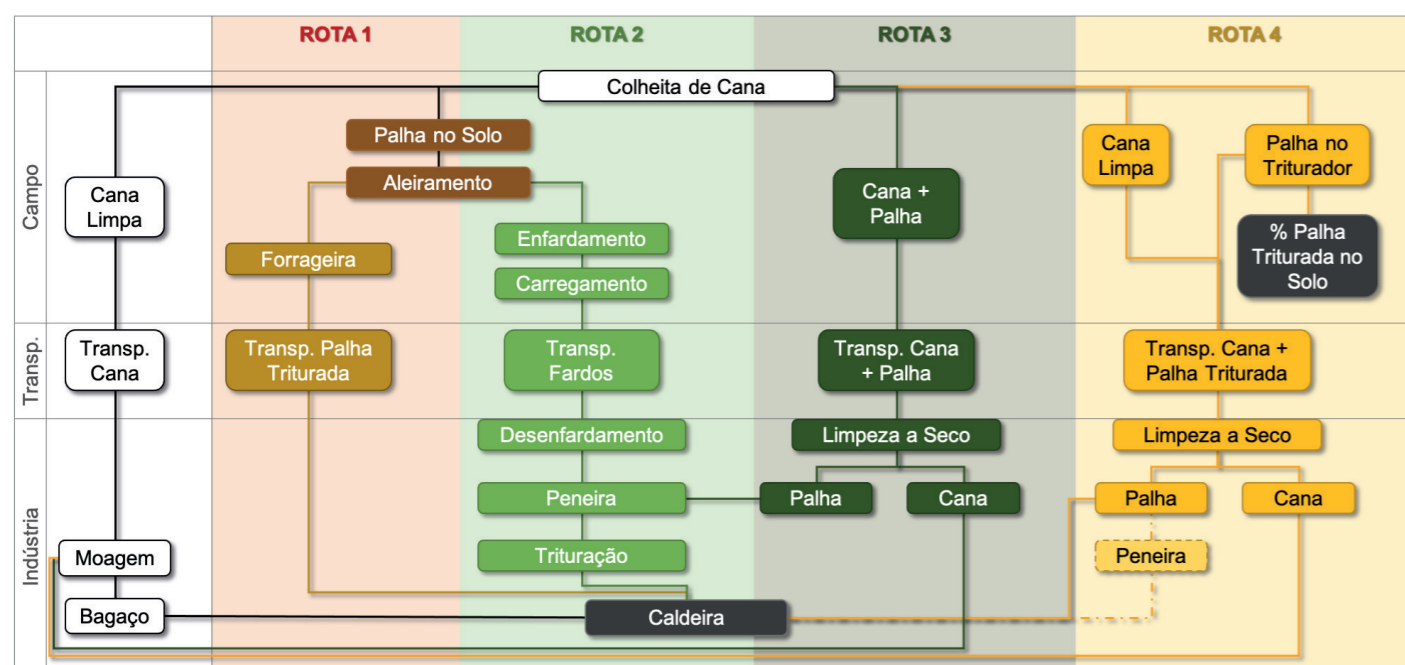 ROTA 1
ROTA 2
ROTA 3
ROTA 4
Campo
Colheita de Cana
Palha no Solo
Aleiramento
Cana
Limpa
Forrageira
Enfardamento
Carregamento
Cana +
Palha
Cana
Limpa
Palha no
Triturador
% Palha
Triturada no
Solo
Transp.
Transp.
Cana
Transp. Palha
Triturada
Transp.
Fardos
Transp. Cana
+ Palha
Transp. Cana +
Palha Triturada
Indústria
Desenfardamento
Limpeza a Seco
Limpeza a Seco
Peneira
Palha
Cana
Palha
Cana
Moagem
Trituração
Peneira
Bagaço
Caldeira